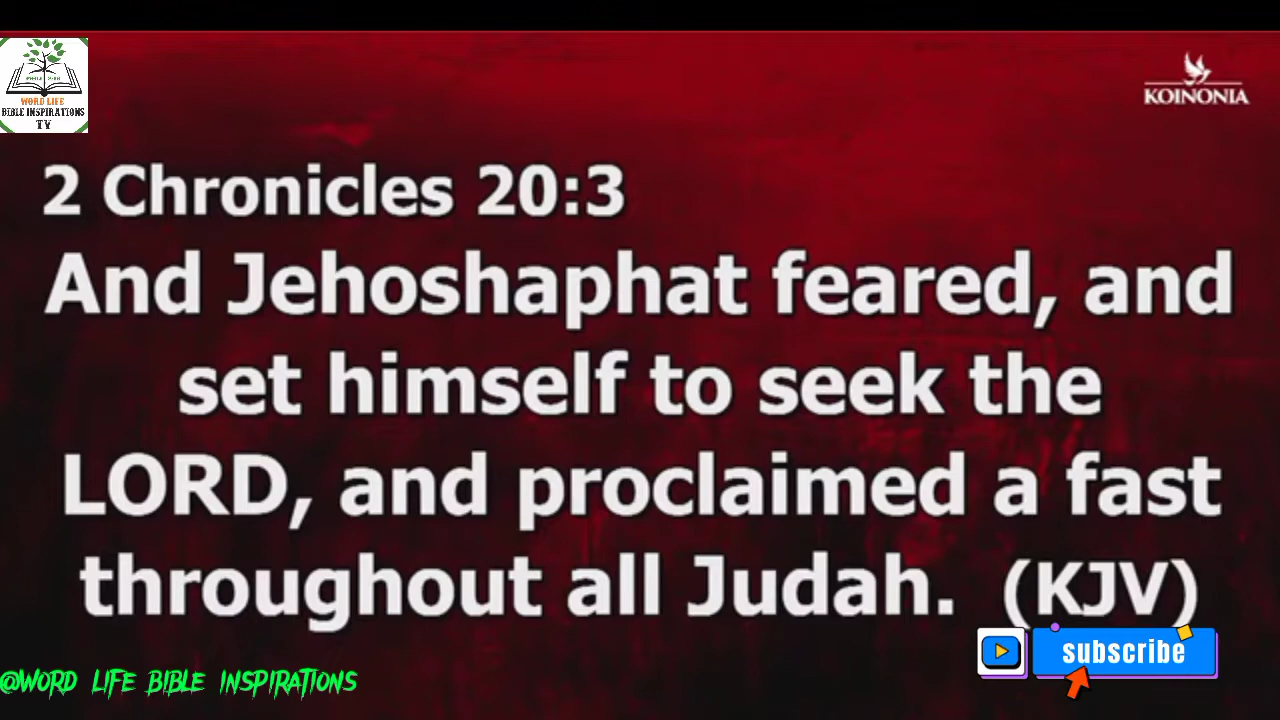 WORD LIFE
BIBLE INSPIRATIONS
TV
KOINONIA
2 Chronicles 20:3
And Jehoshaphat feared, and
set himself to seek the
LORD, and proclaimed a fast
throughout all Judah. (KJV)
subscribe
@WORD LIFE BIBLE INSPIRATIONS